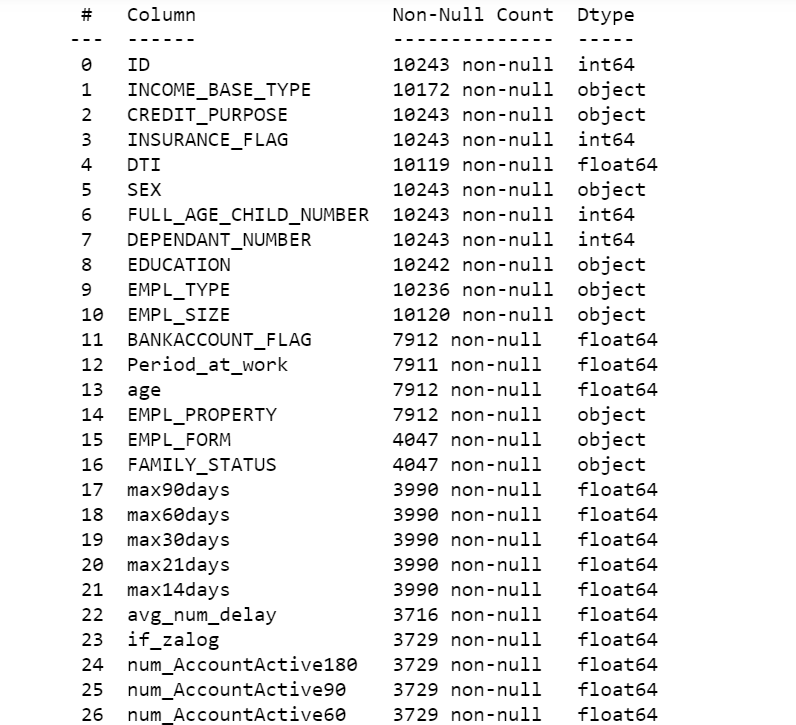 # Column Non-Null Count Dtype
--- ------ -------------- -----
0 ID 10243 non-null int64
1 INCOME_BASE_TYPE 10172 non-null object
2 CREDIT_PURPOSE 10243 non-null object
3 INSURANCE_FLAG 10243 non-null int64
4 DTI 10119 non-null float64
5 SEX 10243 non-null object
6 FULL_AGE_CHILD_NUMBER 10243 non-null int64
7 DEPENDANT_NUMBER 10243 non-null int64
8 EDUCATION 10242 non-null object
9 EMPL_TYPE 10236 non-null object
10 EMPL_SIZE 10120 non-null object
11 BANKACCOUNT_FLAG 7912 non-null float64
12 Period_at_work 7911 non-null float64
13 age 7912 non-null float64
14 EMPL_PROPERTY 7912 non-null object
15 EMPL_FORM 4047 non-null object
16 FAMILY_STATUS 4047 non-null object
17 max90days 3990 non-null float64
18 max60days 3990 non-null float64
19 max30days 3990 non-null float64
20 max21days 3990 non-null float64
21 max14days 3990 non-null float64
22 avg_num_delay 3716 non-null float64
23 if_zalog 3729 non-null float64
24 num_AccountActive180 3729 non-null float64
25 num_AccountActive90 3729 non-null float64
26 num_AccountActive60 3729 non-null float64